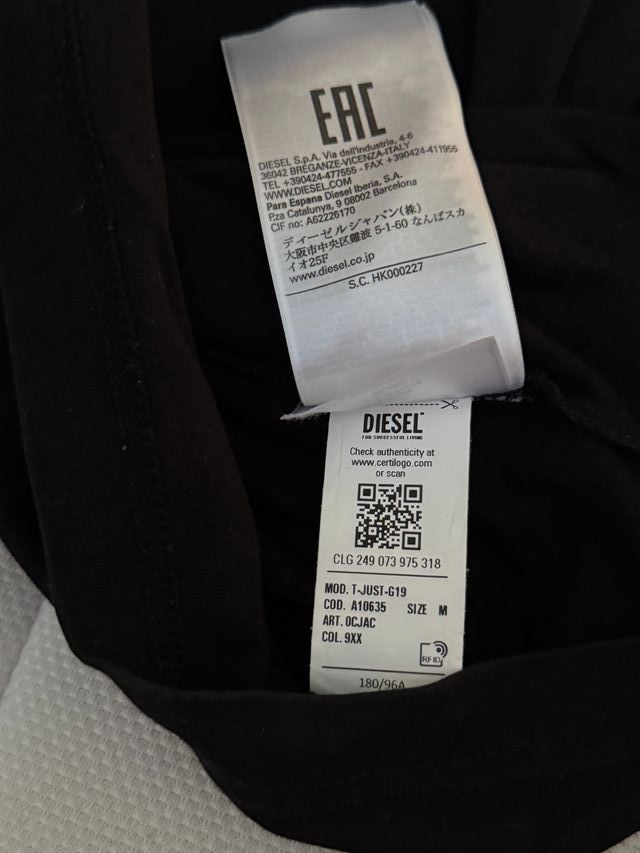 EAC
DIESEL S.p.A. Via dell'industria, 4-6
36042 BREGANZE-VICENZA-ITALY
TEL +390424-477555 - FAX +390424-411955
WWW.DIESEL.COM
Para Espana Diesel Iberia, S.A.
P.za Catalunya, 9 08002 Barcelona
CIF no: A62226170
ディーゼルジャパン(株)
大阪市中央区難波 5-1-60 なんばスカ
イオ25F
www.diesel.co.jp
S.C. HK000227
DIESEL
FOR SUCCESSFUL LIVING
Check authenticity at
www.certilogo.com
or scan
CLG 249 073 975 318
MOD. T-JUST-G19
COD. A10635 SIZE M
ART. 0CJAC
COL. 9XX
RFID
180/96A